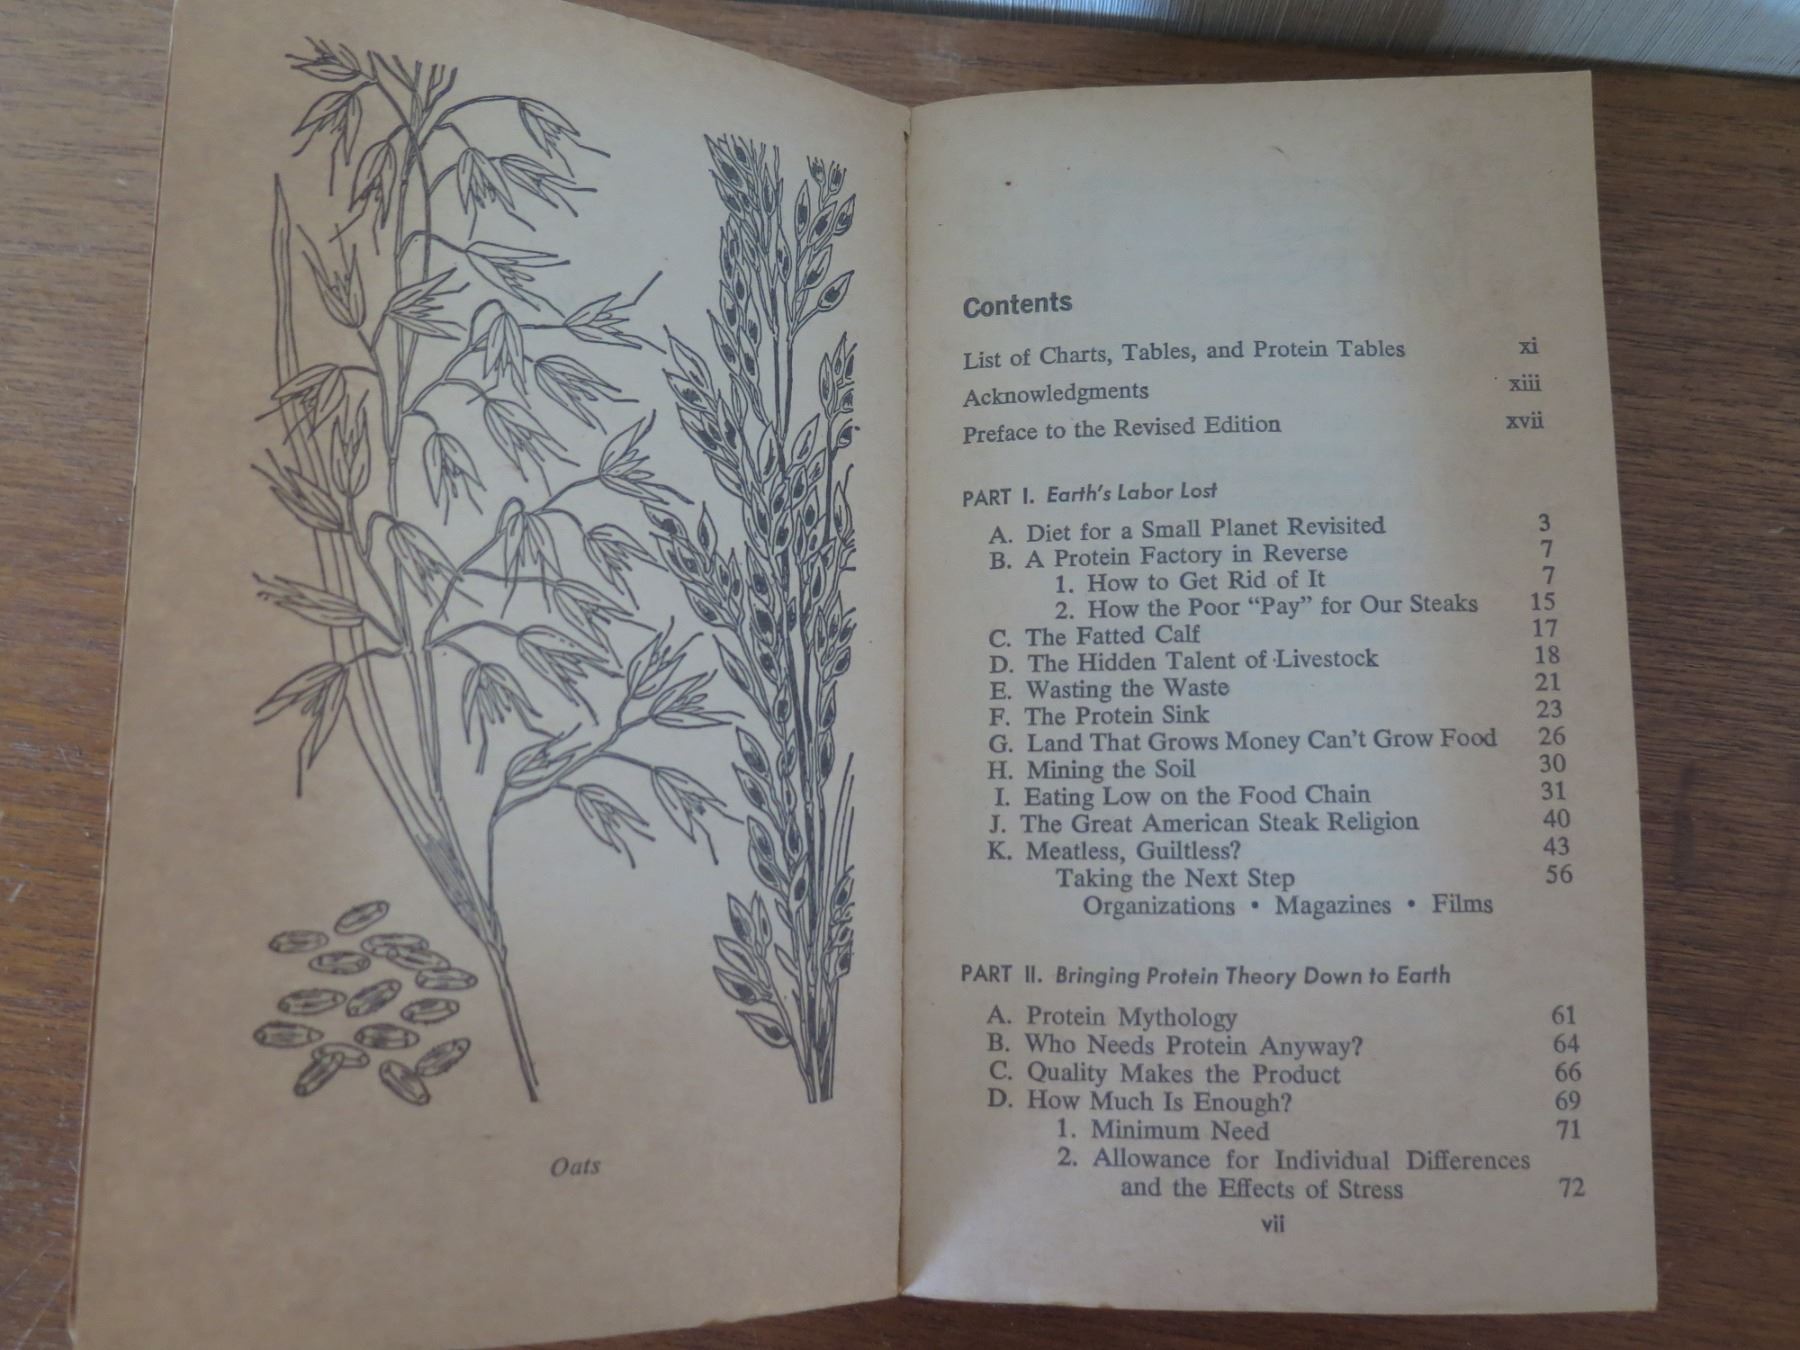 Oats
Contents
List of Charts, Tables, and Protein Tables xi
Acknowledgments xiii
Preface to the Revised Edition xvii
PART I. Earth's Labor Lost
A. Diet for a Small Planet Revisited 3
B. A Protein Factory in Reverse 7
1. How to Get Rid of It 7
2. How the Poor “Pay” for Our Steaks 15
C. The Fatted Calf 17
D. The Hidden Talent of Livestock 18
E. Wasting the Waste 21
F. The Protein Sink 23
G. Land That Grows Money Can't Grow Food 26
H. Mining the Soil 30
I. Eating Low on the Food Chain 31
J. The Great American Steak Religion 40
K. Meatless, Guiltless? 43
Taking the Next Step 56
Organizations • Magazines • Films
PART II. Bringing Protein Theory Down to Earth
A. Protein Mythology 61
B. Who Needs Protein Anyway? 64
C. Quality Makes the Product 66
D. How Much Is Enough? 69
1. Minimum Need 71
2. Allowance for Individual Differences
and the Effects of Stress 72
vii